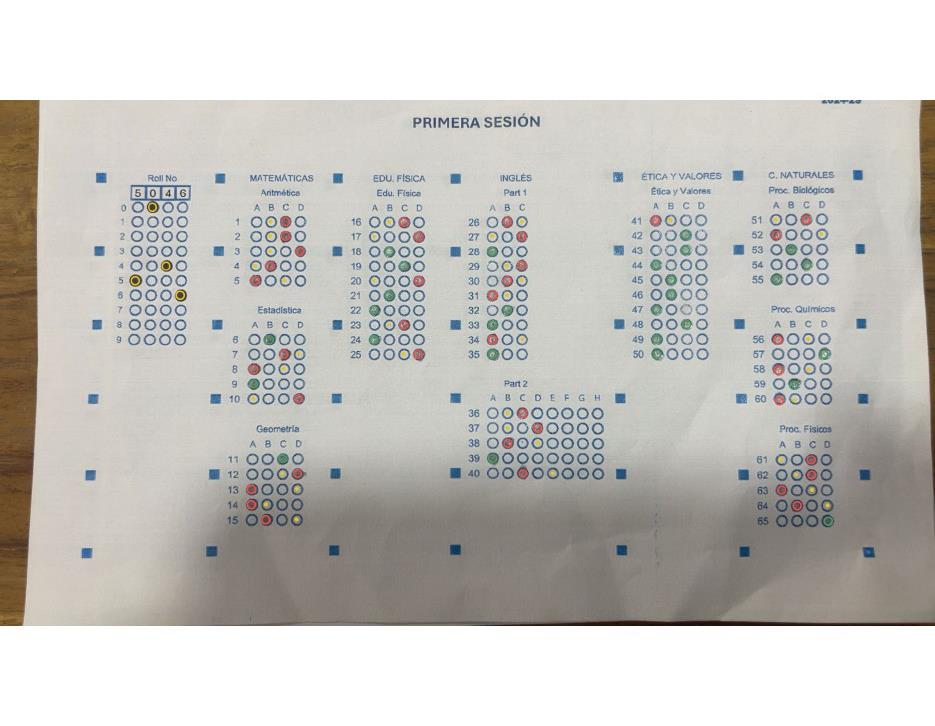 PRIMERA SESIÓN
Roll No
5 0 4 6
0
1
2
3
4
5
6
7
8
9
MATEMÁTICAS
Aritmética
A B C D
1
2
3
4
5
Estadística
A B C D
6
7
8
9
10
Geometría
A B C D
11
12
13
14
15
EDU. FÍSICA
Edu. Física
A B C D
16
17
18
19
20
21
22
23
24
25
INGLÉS
Part 1
A B C
26
27
28
29
30
31
32
33
34
35
Part 2
A B C D E F G H
36
37
38
39
40
ÉTICA Y VALORES
Ética y Valores
A B C D
41
42
43
44
45
46
47
48
49
50
C. NATURALES
Proc. Biológicos
A B C D
51
52
53
54
55
Proc. Químicos
A B C D
56
57
58
59
60
Proc. Físicos
A B C D
61
62
63
64
65